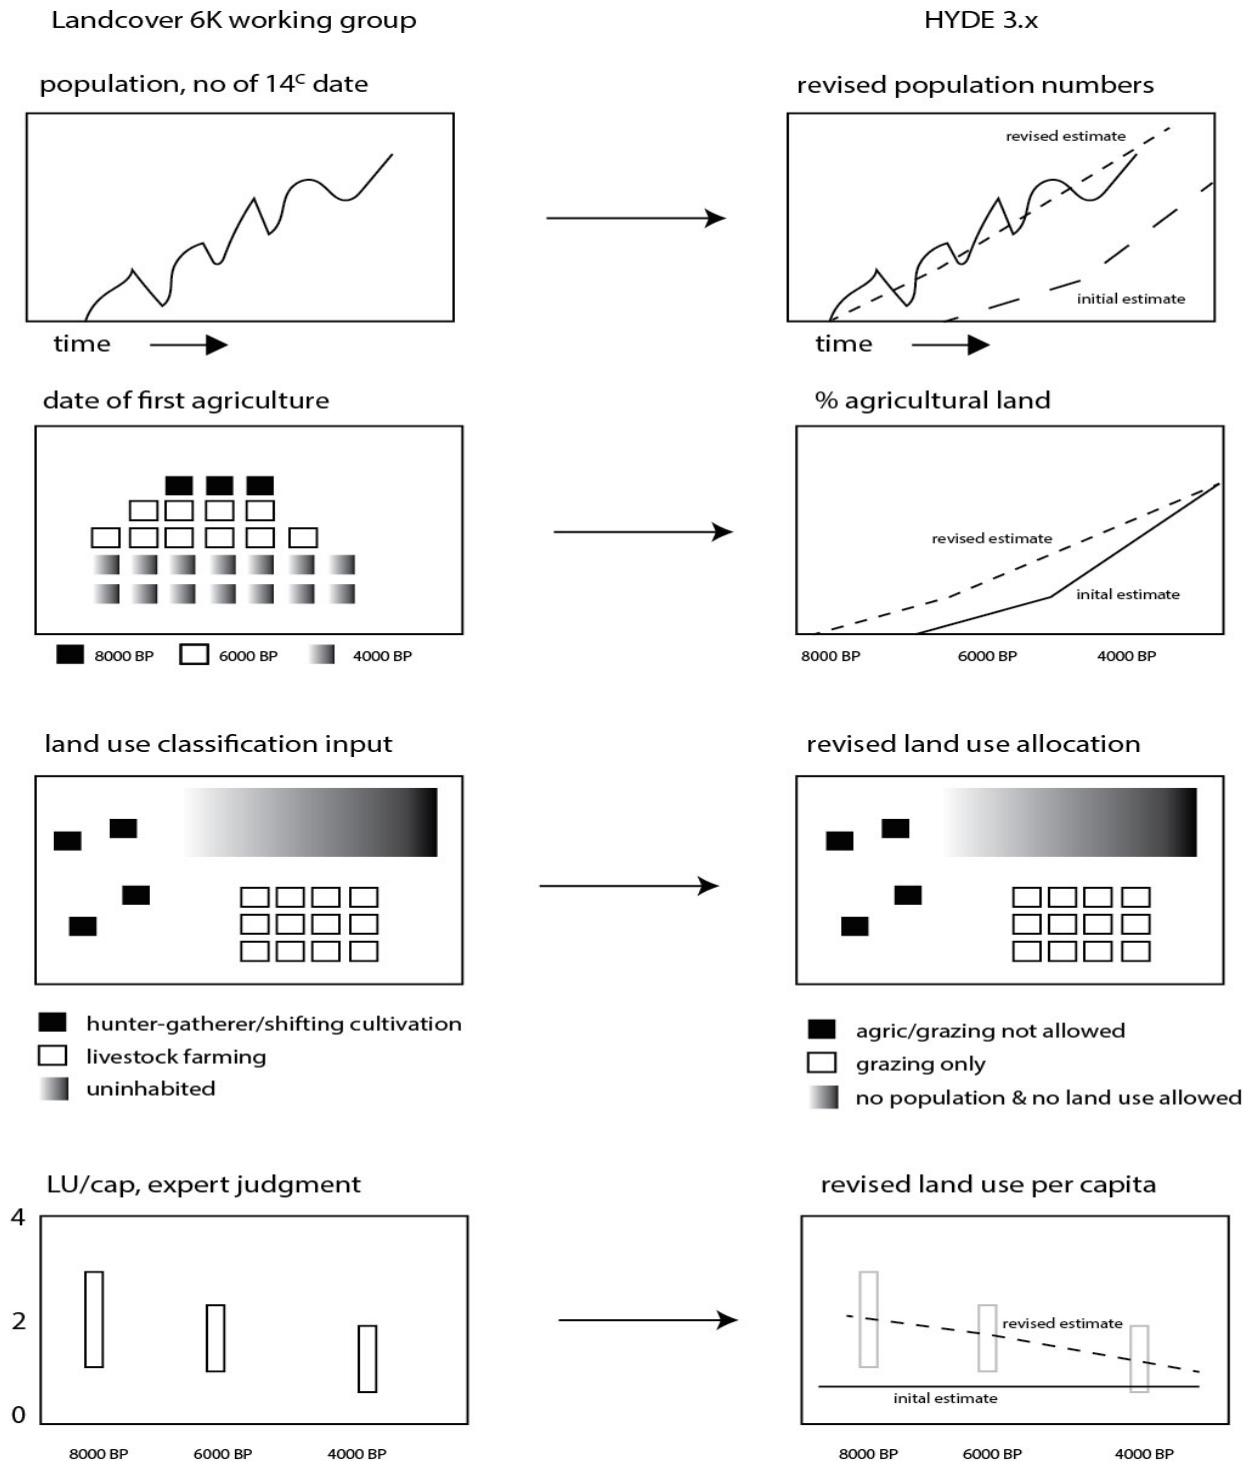 Landcover 6K working group
HYDE 3.x
population, no of 14ᶜ date
revised population numbers
revised estimate
initial estimate
time
time
date of first agriculture
% agricultural land
revised estimate
inital estimate
8000 BP
6000 BP
4000 BP
8000 BP
6000 BP
4000 BP
land use classification input
revised land use allocation
hunter-gatherer/shifting cultivation
livestock farming
uninhabited
agric/grazing not allowed
grazing only
no population & no land use allowed
LU/cap, expert judgment
revised land use per capita
4
2
0
revised estimate
inital estimate
8000 BP
6000 BP
4000 BP
8000 BP
6000 BP
4000 BP